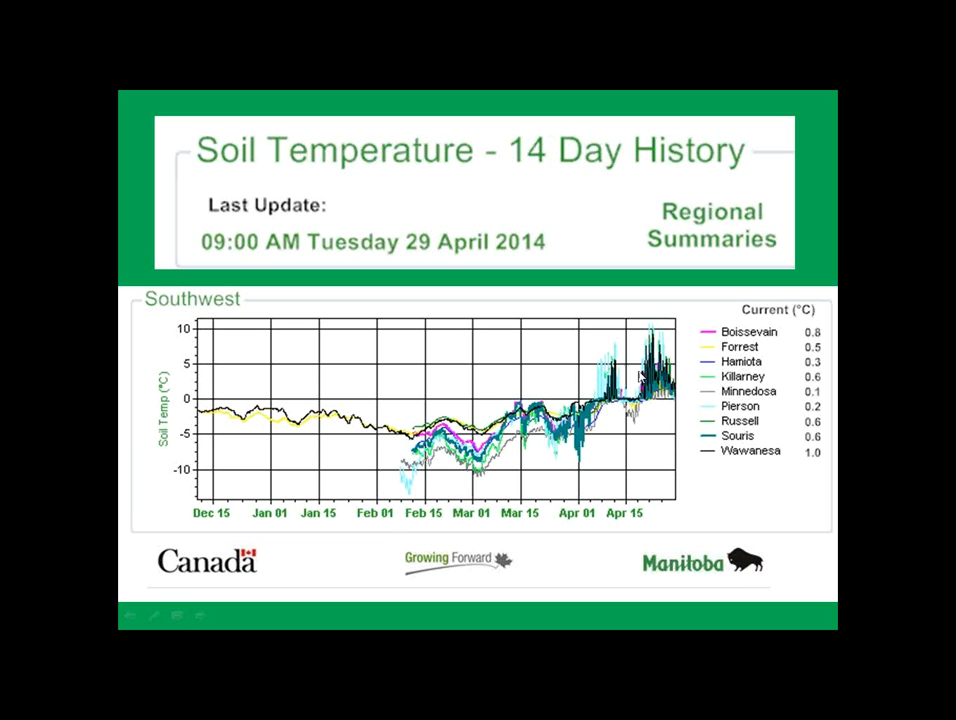 Soil Temperature - 14 Day History
Last Update:
09:00 AM Tuesday 29 April 2014
Regional
Summaries
Southwest
Current (°C)
Soil Temp (°C)
10
5
0
-5
-10
Dec 15 Jan 01 Jan 15 Feb 01 Feb 15 Mar 01 Mar 15 Apr 01 Apr 15
Boissevain 0.8
Forrest 0.5
Hamiota 0.3
Killarney 0.6
Minnedosa 0.1
Pierson 0.2
Russell 0.6
Souris 0.6
Wawanesa 1.0
Canada
Growing Forward
Manitoba